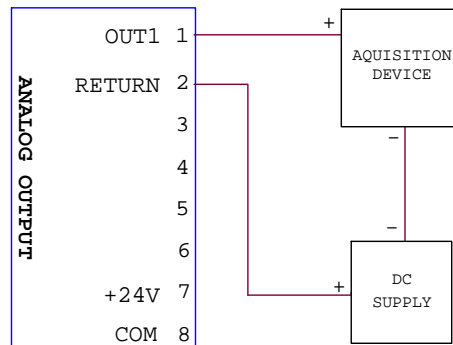 ANALOG OUTPUT
OUT1 1
RETURN 2
3
4
5
6
+24V 7
COM 8
+
AQUISITION
DEVICE
−
−
+
DC
SUPPLY